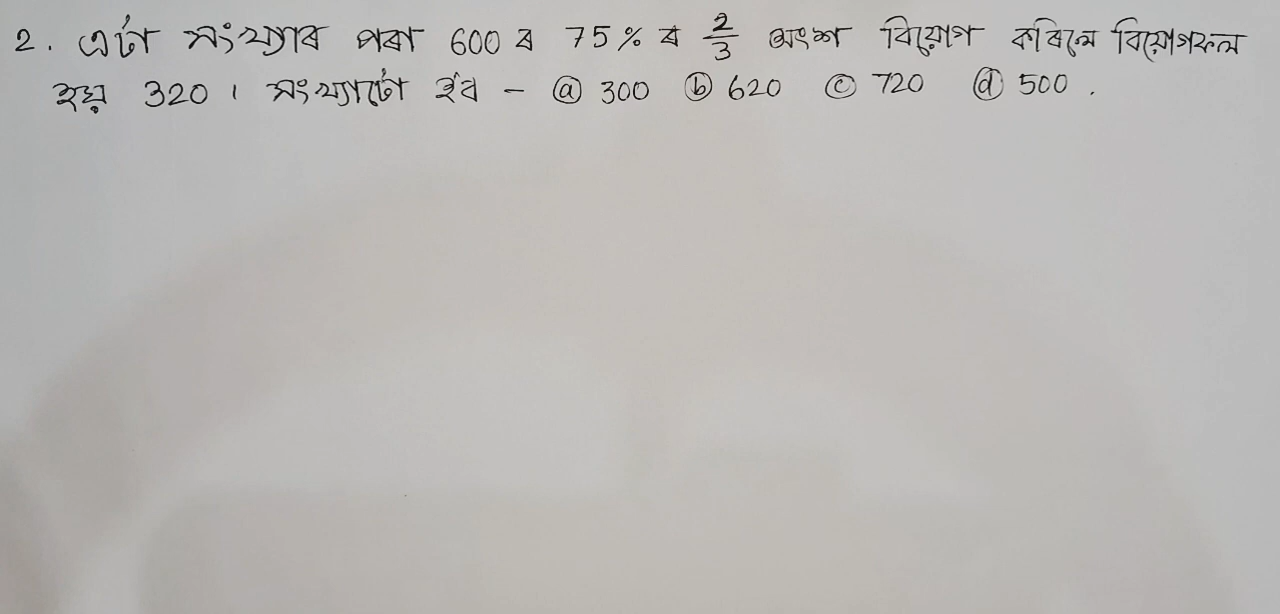 2. এটা সংখ্যাৰ পৰা 600 ৰ 75% ৰ 2/3 অংশ বিয়োগ কৰিলে বিয়োগফল
হয় 320। সংখ্যাটো হ'ব – ⓐ 300 ⓑ 620 ⓒ 720 ⓓ 500.